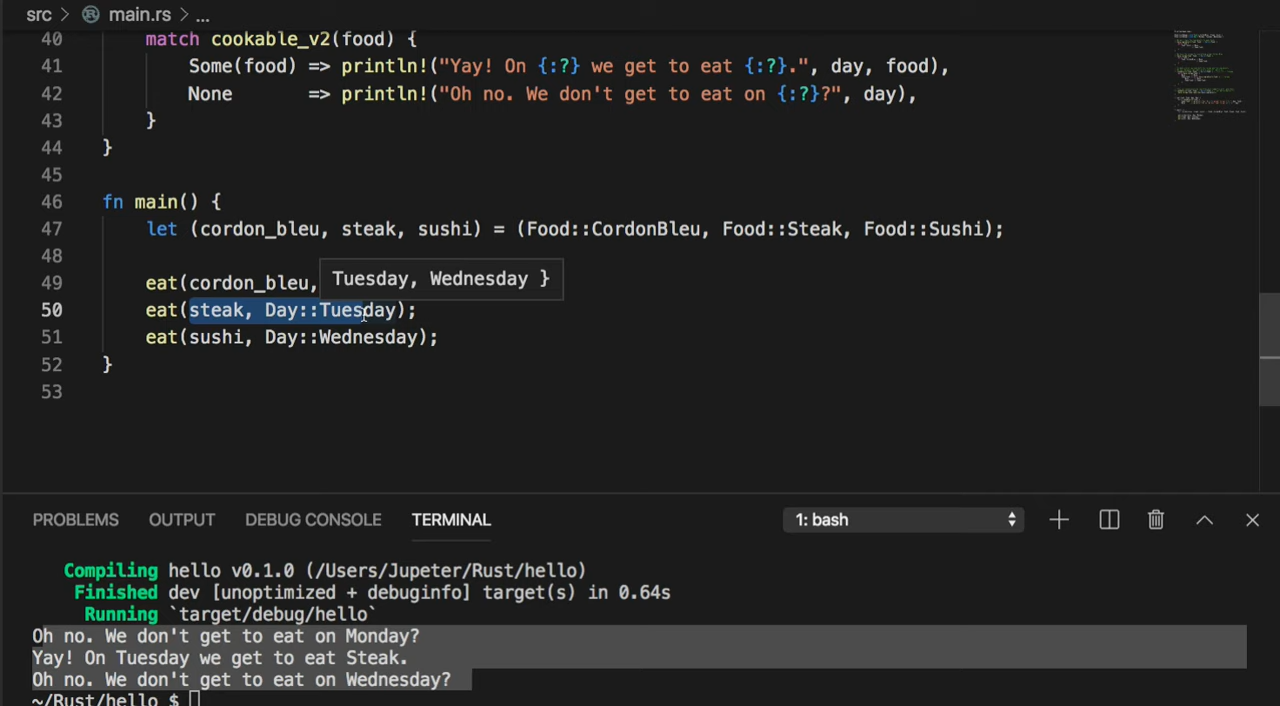 src > main.rs > ...
40 match cookable_v2(food) {
41 Some(food) => println!("Yay! On {:?} we get to eat {:?}.", day, food),
42 None => println!("Oh no. We don't get to eat on {:?}?", day),
43 }
44 }
45
46 fn main() {
47 let (cordon_bleu, steak, sushi) = (Food::CordonBleu, Food::Steak, Food::Sushi);
48
Tuesday, Wednesday }
49 eat(cordon_bleu,
50 eat(steak, Day::Tuesday);
51 eat(sushi, Day::Wednesday);
52 }
53
PROBLEMS OUTPUT DEBUG CONSOLE TERMINAL 1: bash
Compiling hello v0.1.0 (/Users/Jupeter/Rust/hello)
Finished dev [unoptimized + debuginfo] target(s) in 0.64s
Running `target/debug/hello`
Oh no. We don't get to eat on Monday?
Yay! On Tuesday we get to eat Steak.
Oh no. We don't get to eat on Wednesday?
~/Rust/hello $